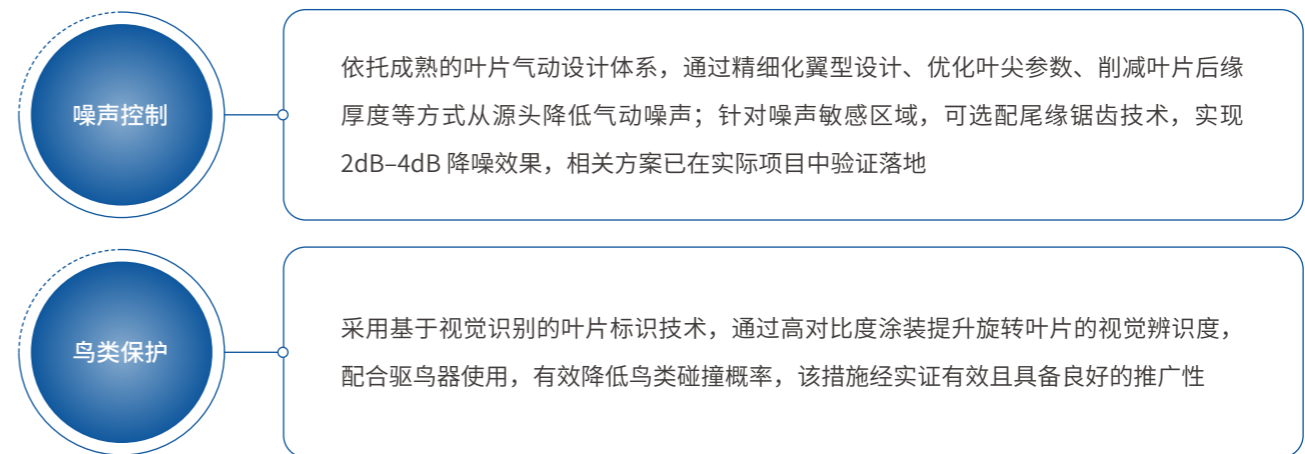 噪声控制
依托成熟的叶片气动设计体系，通过精细化翼型设计、优化叶尖参数、削减叶片后缘
厚度等方式从源头降低气动噪声；针对噪声敏感区域，可选配尾缘锯齿技术，实现
2dB–4dB 降噪效果，相关方案已在实际项目中验证落地
鸟类保护
采用基于视觉识别的叶片标识技术，通过高对比度涂装提升旋转叶片的视觉辨识度，
配合驱鸟器使用，有效降低鸟类碰撞概率，该措施经实证有效且具备良好的推广性